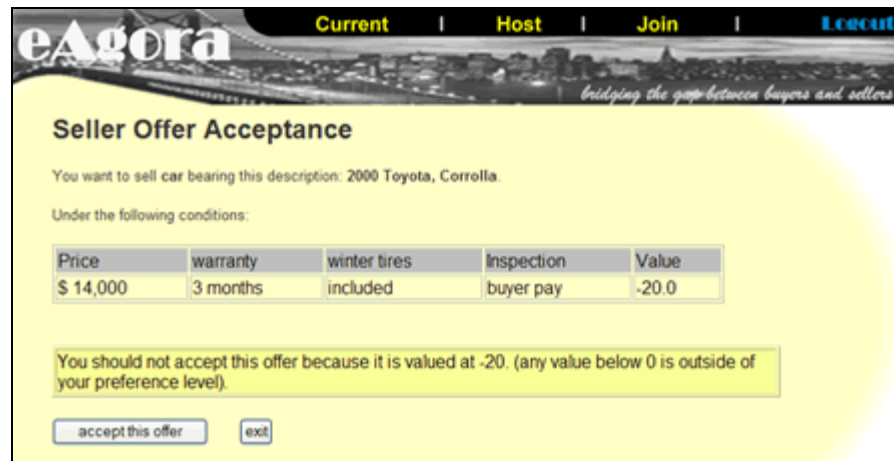 eAgora
Current | Host | Join | Logout
bridging the gap between buyers and sellers
Seller Offer Acceptance
You want to sell car bearing this description: 2000 Toyota, Corrolla.
Under the following conditions:
Price warranty winter tires Inspection Value
$ 14,000 3 months included buyer pay -20.0
You should not accept this offer because it is valued at -20. (any value below 0 is outside of
your preference level).
accept this offer exit